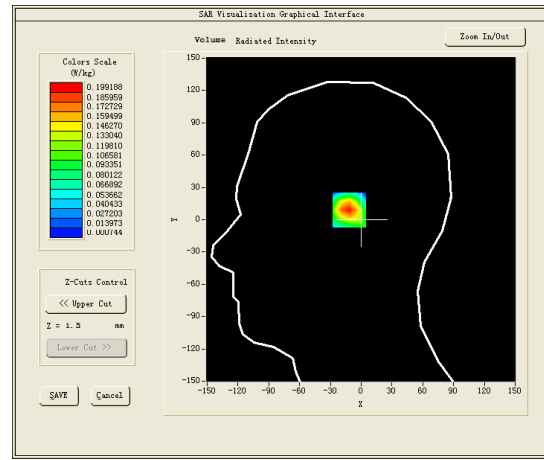 SAR Visualisation Graphical Interface
Volume Radiated Intensity
Zoom In/Out
Colors Scale
(W/kg)
0.199188
0.185959
0.172729
0.159499
0.146270
0.133040
0.119810
0.106581
0.093351
0.080122
0.066892
0.053662
0.040433
0.027203
0.013973
0.000744
Z-Cuts Control
<< Upper Cut
Z = 1.5 mm
Lower Cut >>
SAVE
Cancel
150
120
90
60
30
0
-30
-60
-90
-120
-150
Y
-150 -120 -90 -60 -30 0 30 60 90 120 150
X